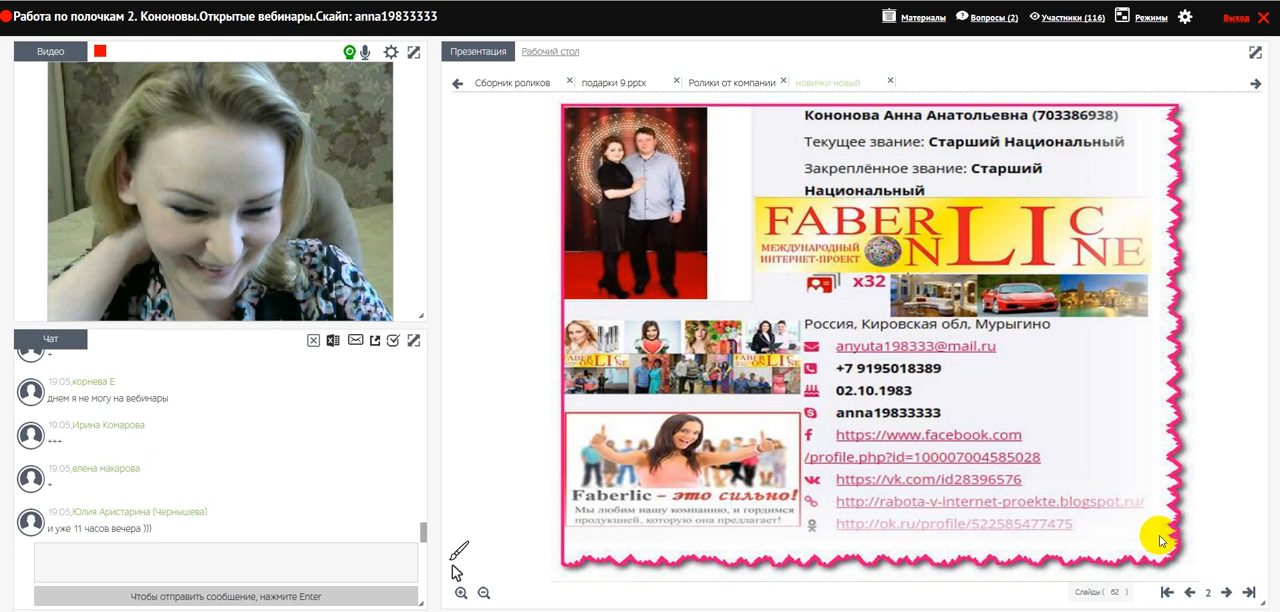 Работа по полочкам 2. Кононовы.Открытые вебинары.Скайп: anna19833333
Материалы
Вопросы (2)
Участники (116)
Режимы
Выход
Видео
Презентация
Рабочий стол
Сборник роликов
подарки 9.pptx
Ролики от компании
новинки новый
Кононова Анна Анатольевна (703386938)
Текущее звание: Старший Национальный
Закреплённое звание: Старший
Национальный
FABERLIC
МЕЖДУНАРОДНЫЙ
ИНТЕРНЕТ-ПРОЕКТ
ONLINE
x32
Россия, Кировская обл, Мурыгино
anyuta198333@mail.ru
+7 9195018389
02.10.1983
anna19833333
https://www.facebook.com
/profile.php?id=100007004585028
https://vk.com/id28396576
http://rabota-v-internet-proekte.blogspot.ru/
http://ok.ru/profile/522585477475
Faberlic – это сильно!
Мы любим нашу компанию, и гордимся
продукцией, которую она предлагает!
Чат
+
19:05,корнева Е
днем я не могу на вебинары
19:05,Ирина Комарова
+++
19:05,елена макарова
+
19:05,Юлия Аристарина (Чернышева)
и уже 11 часов вечера )))
Чтобы отправить сообщение, нажмите Enter
Слайды ( 62 )
2